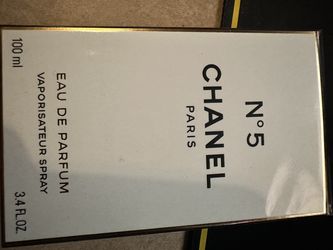 N°5
CHANEL
PARIS
EAU DE PARFUM
VAPORISATEUR SPRAY
100 ml
3.4 FL.OZ.